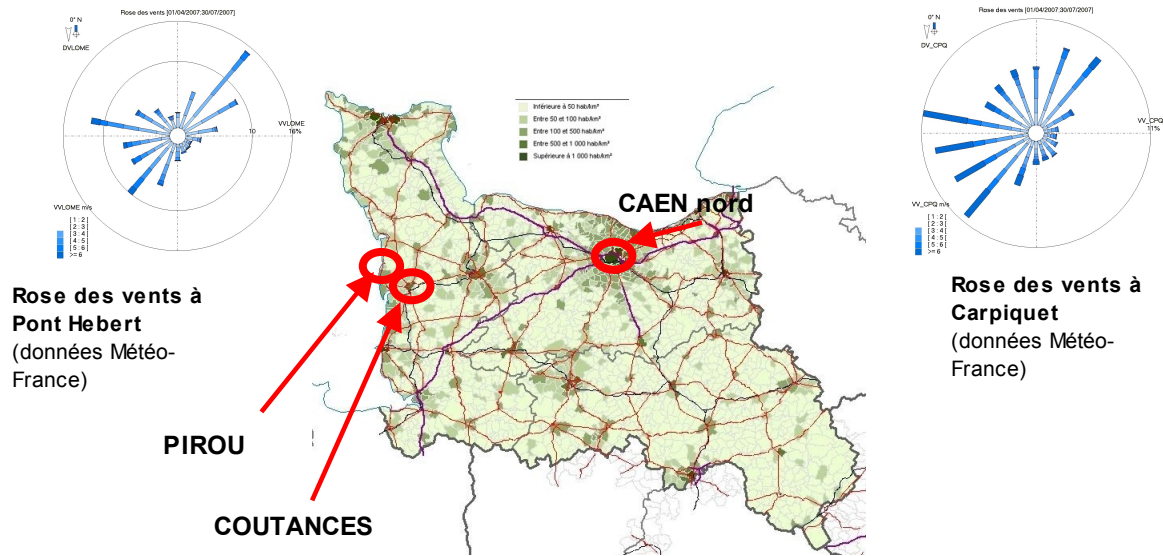 Rose des vents [01/04/2007:30/07/2007]
0° N
DVLOME
VVLOME
10
16%
VVLOME m/s
[ 1 : 2 [
[ 2 : 3 [
[ 3 : 4 [
[ 4 : 5 [
[ 5 : 6 [
>= 6
Rose des vents à
Pont Hebert
(données Météo-
France)
Inférieure à 50 hab/km²
Entre 50 et 100 hab/km²
Entre 100 et 500 hab/km²
Entre 500 et 1 000 hab/km²
Supérieure à 1 000 hab/km²
CAEN nord
PIROU
COUTANCES
Rose des vents [01/04/2007:30/07/2007]
0° N
DV_CPQ
VV_CPQ
11%
VV_CPQ m/s
[ 1 : 2 [
[ 2 : 3 [
[ 3 : 4 [
[ 4 : 5 [
[ 5 : 6 [
>= 6
Rose des vents à
Carpiquet
(données Météo-
France)